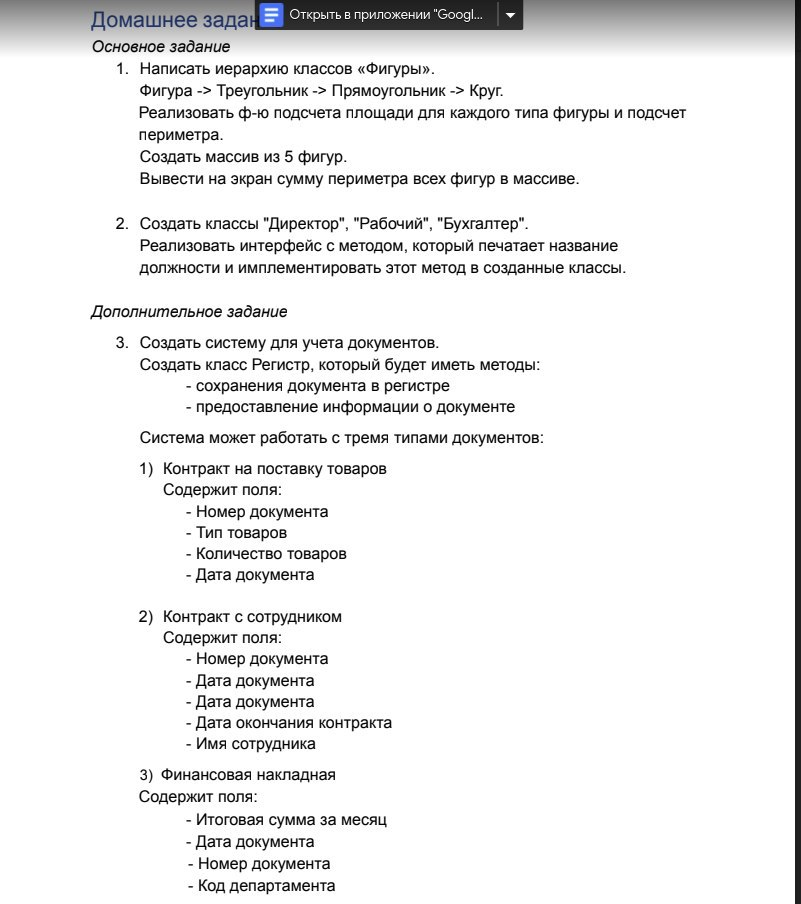 Домашнее
Открыть в приложении "Googl...
Основное задание
1. Написать иерархию классов «Фигуры».
Фигура -> Треугольник -> Прямоугольник -> Круг.
Реализовать ф-ю подсчета площади для каждого типа фигуры и подсчет
периметра.
Создать массив из 5 фигур.
Вывести на экран сумму периметра всех фигур в массиве.
2. Создать классы "Директор", "Рабочий", "Бухгалтер".
Реализовать интерфейс с методом, который печатает название
должности и имплементировать этот метод в созданные классы.
Дополнительное задание
3. Создать систему для учета документов.
Создать класс Регистр, который будет иметь методы:
- сохранения документа в регистре
- предоставление информации о документе
Система может работать с тремя типами документов:
1) Контракт на поставку товаров
Содержит поля:
- Номер документа
- Тип товаров
- Количество товаров
- Дата документа
2) Контракт с сотрудником
Содержит поля:
- Номер документа
- Дата документа
- Дата документа
- Дата окончания контракта
- Имя сотрудника
3) Финансовая накладная
Содержит поля:
- Итоговая сумма за месяц
- Дата документа
- Номер документа
- Код департамента